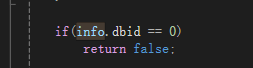 if(info.dbid == 0)
return false;